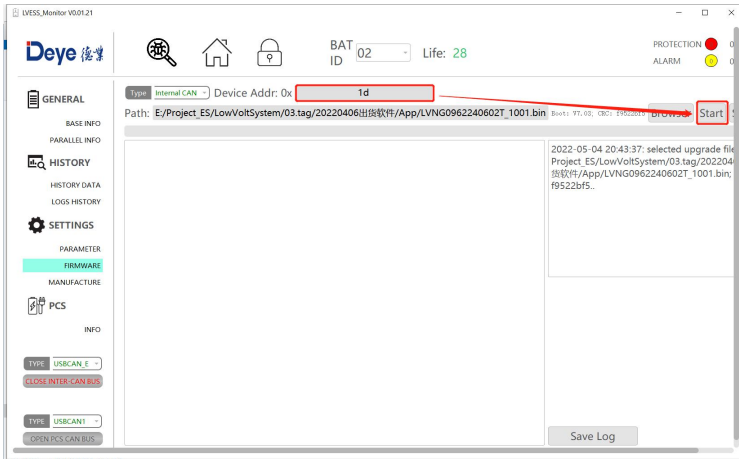 LVESS_Monitor V0.01.21
Deye 德業
BAT ID 02
Life: 28
PROTECTION 0
ALARM 0 0
GENERAL
BASE INFO
PARALLEL INFO
HISTORY
HISTORY DATA
LOGS HISTORY
SETTINGS
PARAMETER
FIRMWARE
MANUFACTURE
PCS
INFO
TYPE USBCAN_E
CLOSE INTER-CAN BUS
TYPE USBCAN1
OPEN PCS CAN BUS
Type Internal CAN Device Addr: 0x 1d
Path: E:/Project_ES/LowVoltSystem/03.tag/20220406出货软件/App/LVNG0962240602T_1001.bin Boot: V7.03; CRC: f9522bf5 Browser Start S
2022-05-04 20:43:37: selected upgrade file
Project_ES/LowVoltSystem/03.tag/2022040
货软件/App/LVNG0962240602T_1001.bin;
f9522bf5..
Save Log